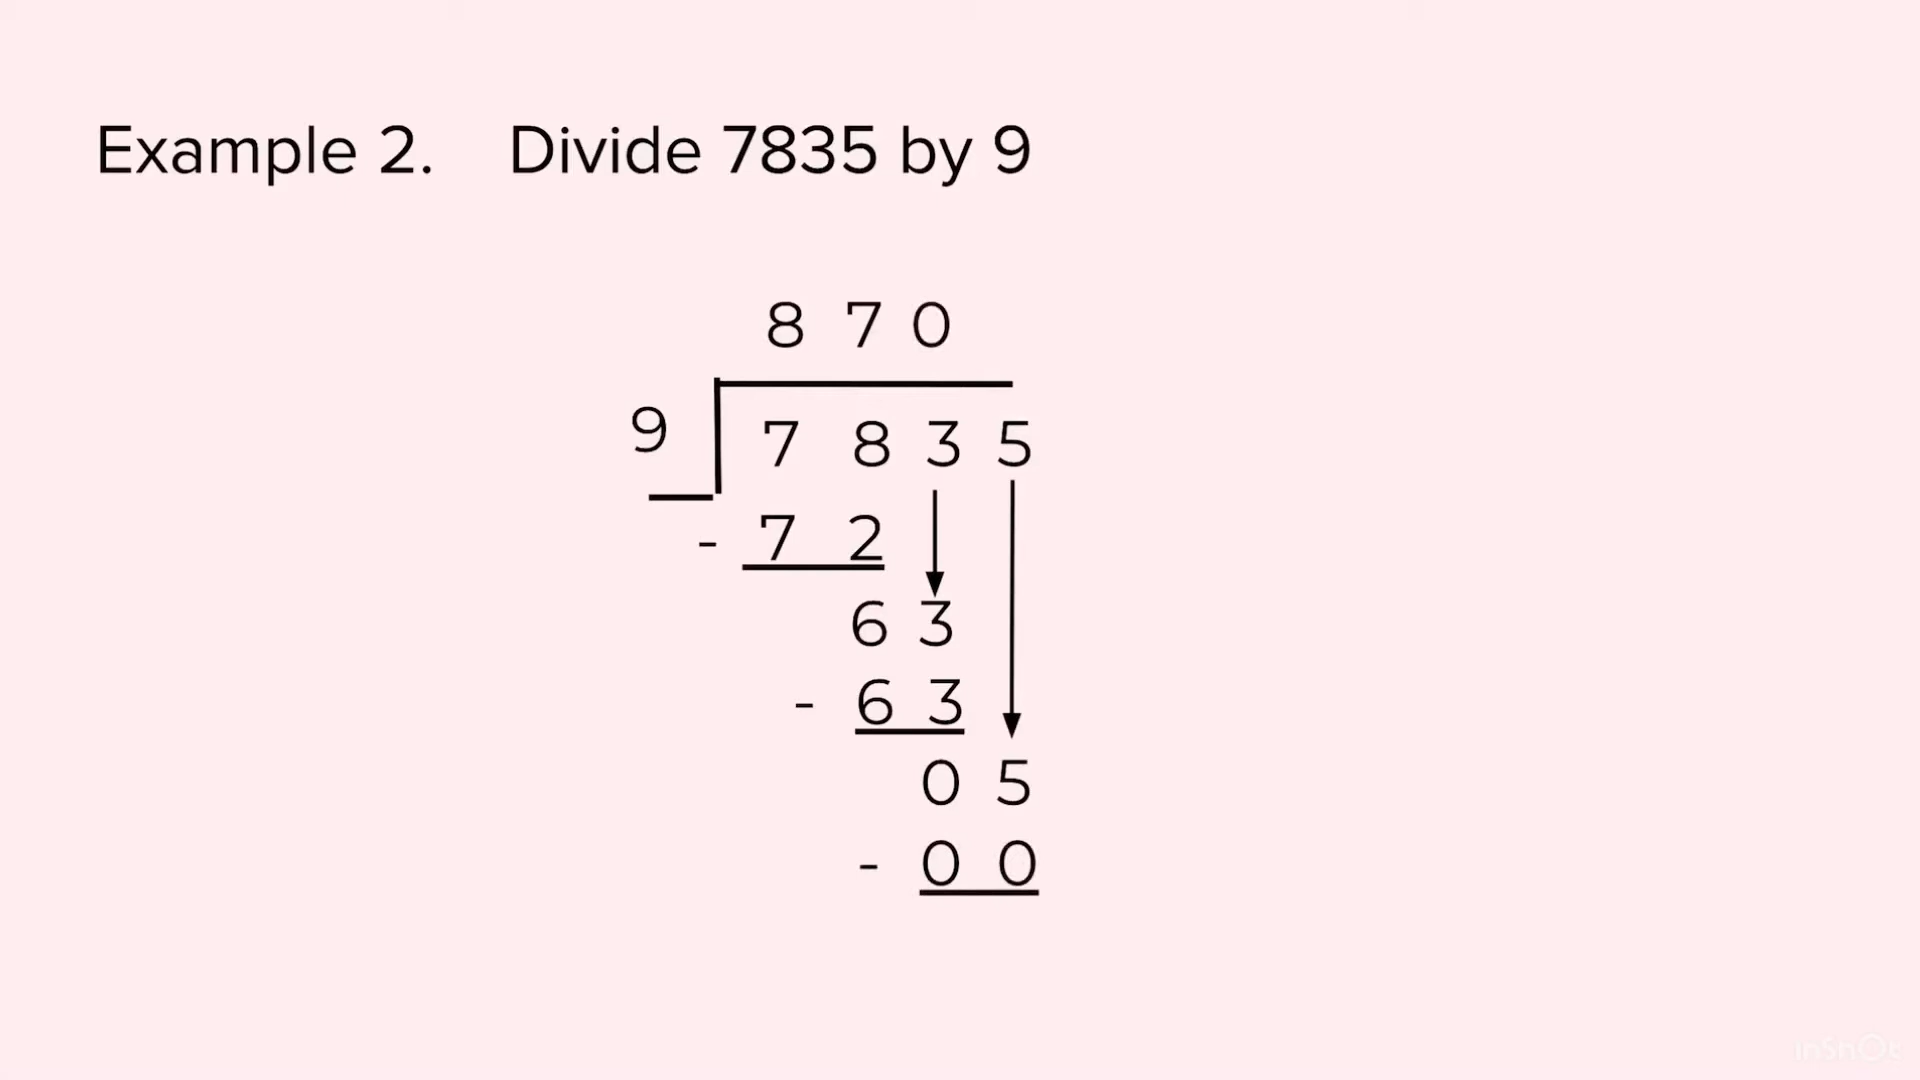 Example 2. Divide 7835 by 9
8 7 0
9 7 8 3 5
- 7 2
6 3
- 6 3
0 5
- 0 0
InShOt